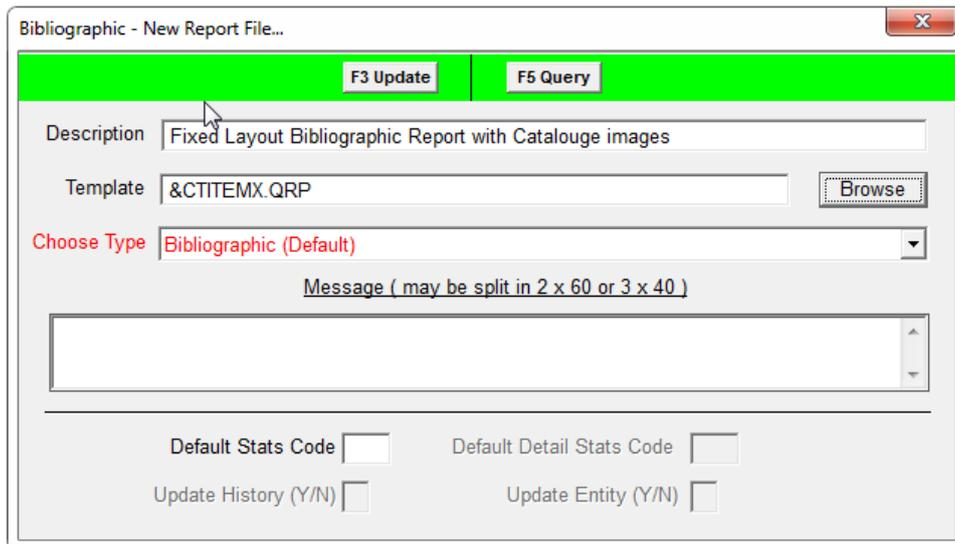 Bibliographic - New Report File...
F3 Update F5 Query
Description Fixed Layout Bibliographic Report with Catalouge images
Template &CTITEMX.QRP Browse
Choose Type Bibliographic (Default)
Message ( may be split in 2 x 60 or 3 x 40 )
Default Stats Code Default Detail Stats Code
Update History (Y/N) Update Entity (Y/N)